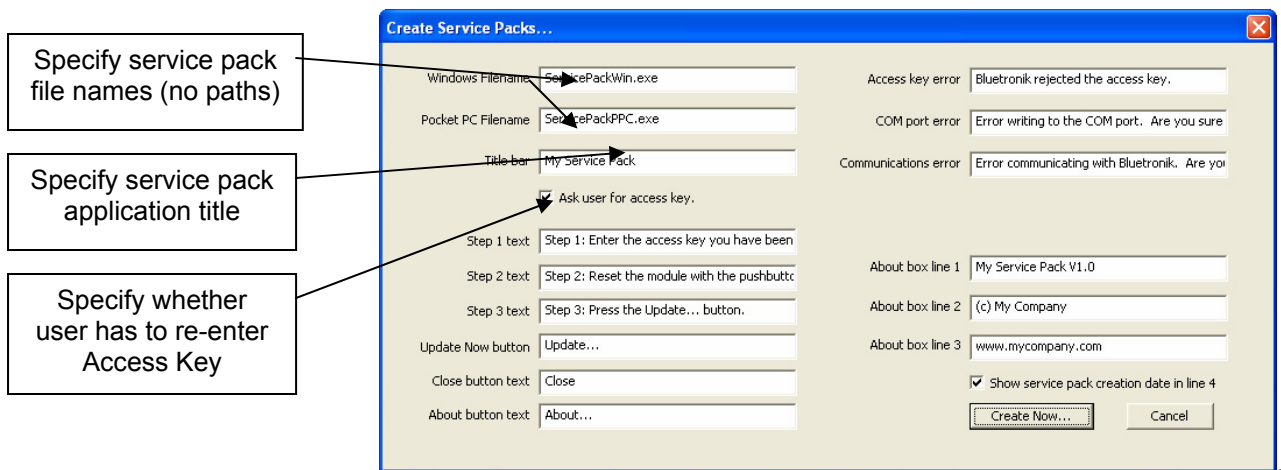 Create Service Packs...
Specify service pack
file names (no paths)
Specify service pack
application title
Specify whether
user has to re-enter
Access Key
Windows Filename ServicePackWin.exe
Pocket PC Filename ServicePackPPC.exe
Title bar My Service Pack
Ask user for access key.
Step 1 text Step 1: Enter the access key you have been
Step 2 text Step 2: Reset the module with the pushbutto
Step 3 text Step 3: Press the Update... button.
Update Now button Update...
Close button text Close
About button text About...
Access key error Bluetronik rejected the access key.
COM port error Error writing to the COM port. Are you sure
Communications error Error communicating with Bluetronik. Are you
About box line 1 My Service Pack V1.0
About box line 2 (c) My Company
About box line 3 www.mycompany.com
Show service pack creation date in line 4
Create Now... Cancel